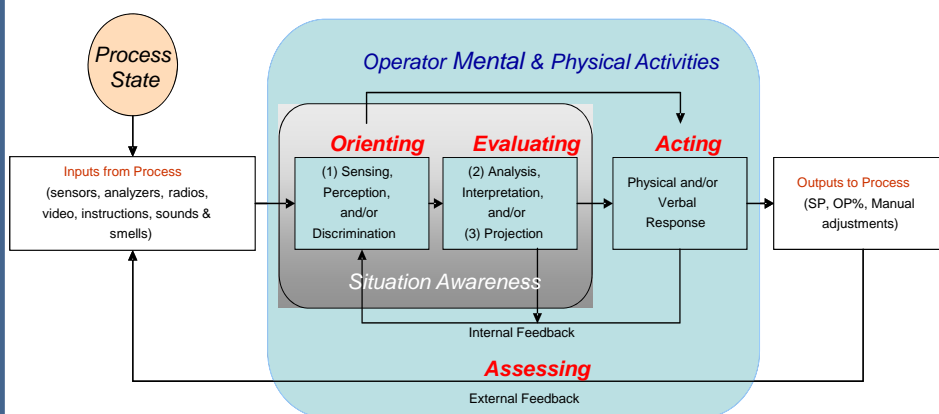 Process
State
Operator Mental & Physical Activities
Inputs from Process
(sensors, analyzers, radios,
video, instructions, sounds &
smells)
Orienting
(1) Sensing,
Perception,
and/or
Discrimination
Evaluating
(2) Analysis,
Interpretation,
and/or
(3) Projection
Situation Awareness
Acting
Physical and/or
Verbal
Response
Outputs to Process
(SP, OP%, Manual
adjustments)
Internal Feedback
Assessing
External Feedback